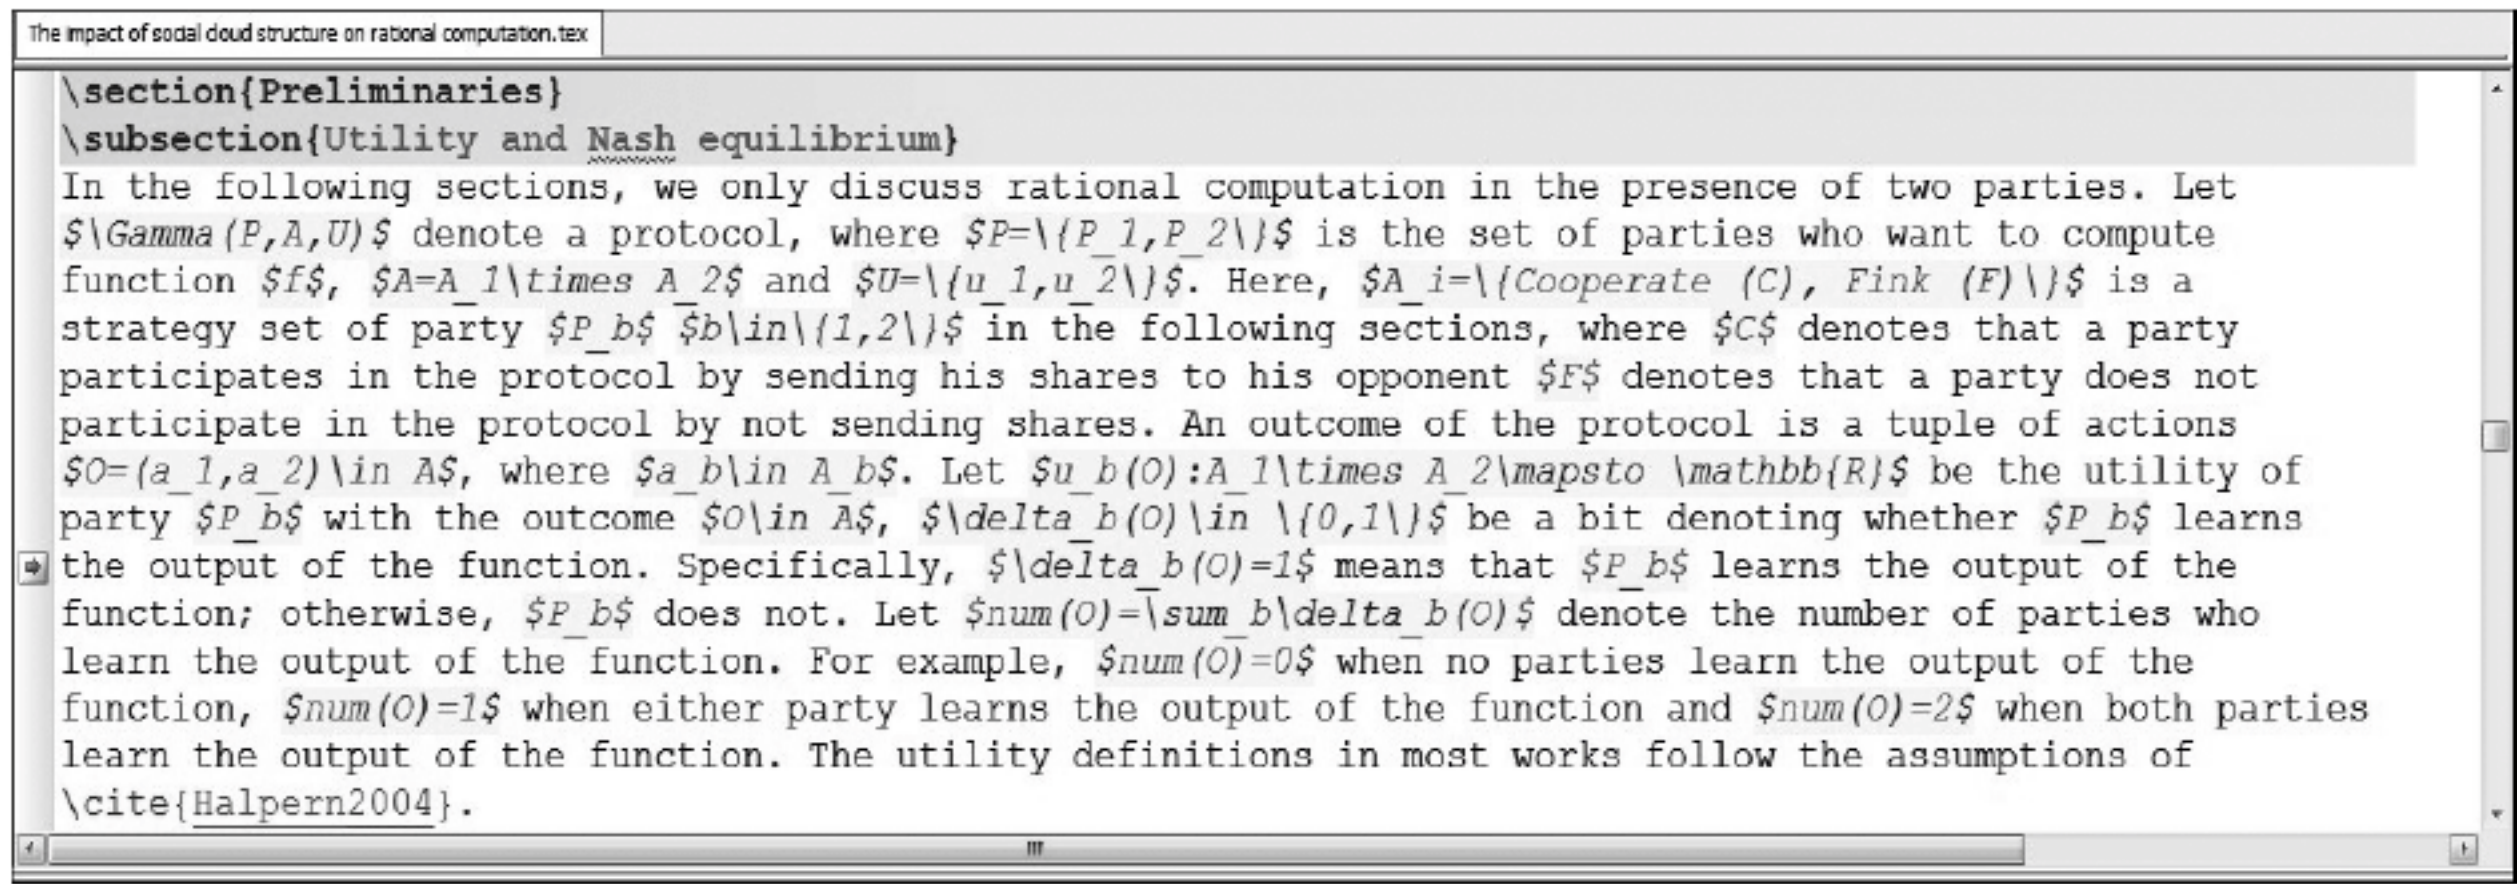 The impact of social cloud structure on rational computation.tex
\section{Preliminaries}
\subsection{Utility and Nash equilibrium}
In the following sections, we only discuss rational computation in the presence of two parties. Let
$\Gamma(P,A,U)$ denote a protocol, where $P=\{P_1,P_2\}$ is the set of parties who want to compute
function $f$, $A=A_1\times A_2$ and $U=\{u_1,u_2\}$. Here, $A_i=\{Cooperate (C), Fink (F)\}$ is a
strategy set of party $P_b$ $b\in\{1,2\}$ in the following sections, where $C$ denotes that a party
participates in the protocol by sending his shares to his opponent $F$ denotes that a party does not
participate in the protocol by not sending shares. An outcome of the protocol is a tuple of actions
$O=(a_1,a_2)\in A$, where $a_b\in A_b$. Let $u_b(O):A_1\times A_2\mapsto \mathbb{R}$ be the utility of
party $P_b$ with the outcome $O\in A$, $\delta_b(O)\in \{0,1\}$ be a bit denoting whether $P_b$ learns
the output of the function. Specifically, $\delta_b(O)=1$ means that $P_b$ learns the output of the
function; otherwise, $P_b$ does not. Let $num(O)=\sum_b\delta_b(O)$ denote the number of parties who
learn the output of the function. For example, $num(O)=0$ when no parties learn the output of the
function, $num(O)=1$ when either party learns the output of the function and $num(O)=2$ when both parties
learn the output of the function. The utility definitions in most works follow the assumptions of
\cite{Halpern2004}.